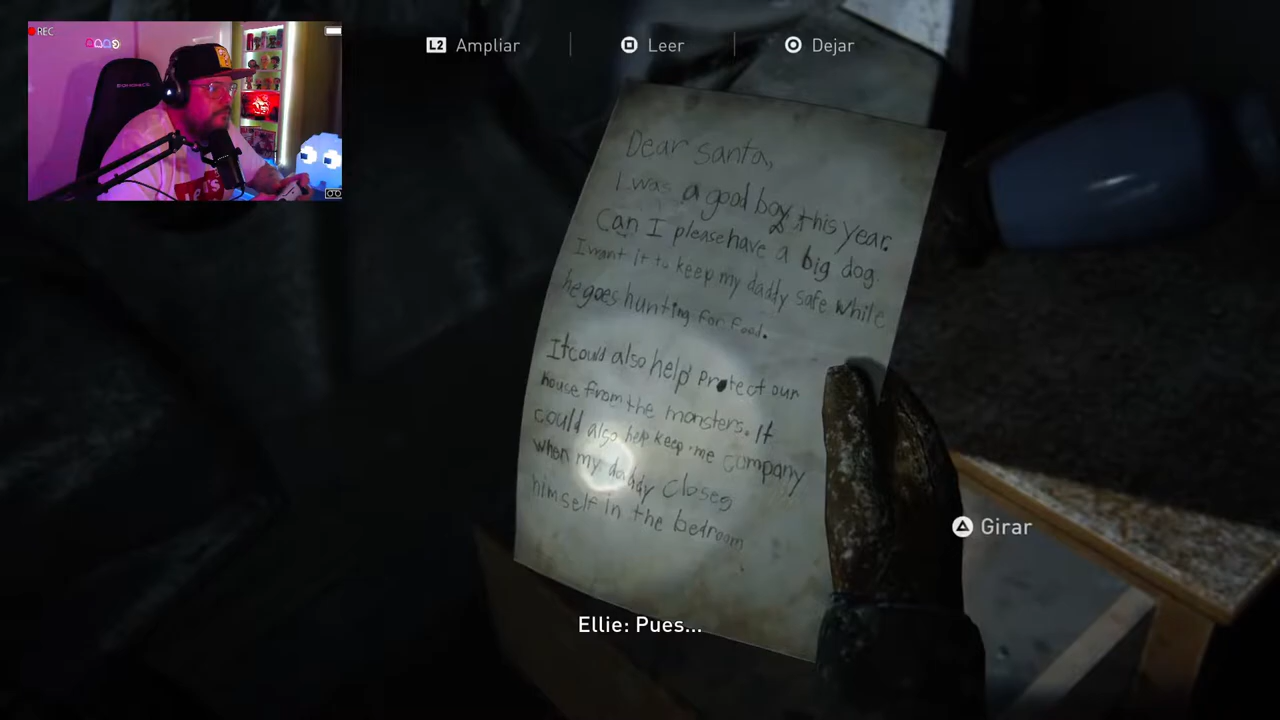 REC
L2 Ampliar
Leer
Dejar
Dear santa,
I was a good boy this year.
Can I please have a big dog.
I want it to keep my daddy safe while
he goes hunting for food.
It could also help protect our
house from the monsters. It
could also help keep me company
when my daddy closes
himself in the bedroom
Girar
Ellie: Pues...